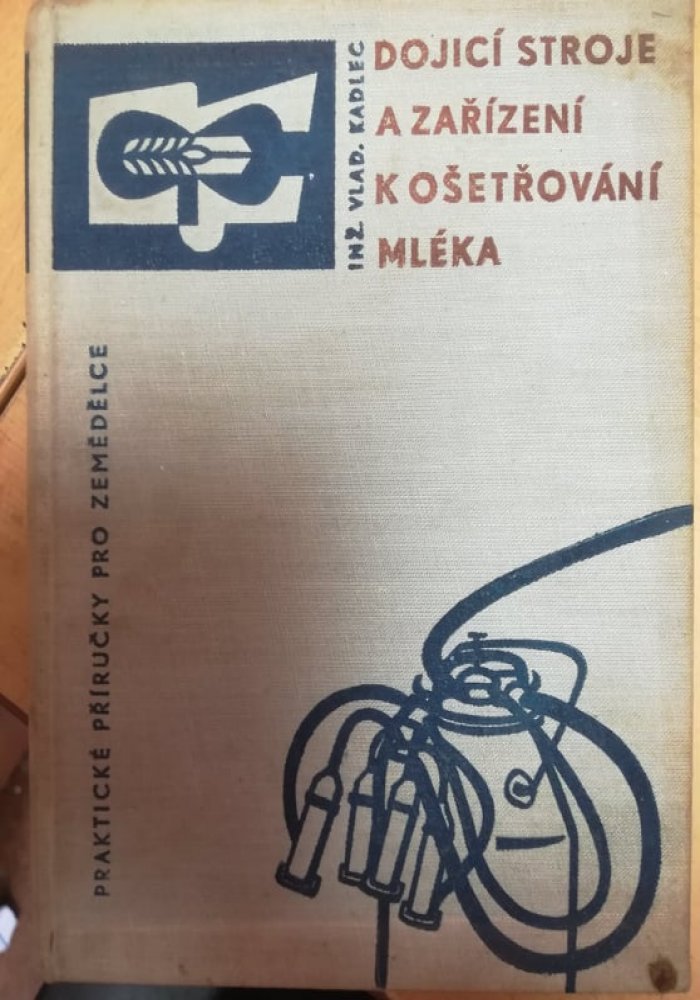 DOJICÍ STROJE
A ZAŘÍZENÍ
K OŠETŘOVÁNÍ
MLÉKA
INŽ. VLAD. KADLEC
PRAKTICKÉ PŘÍRUČKY PRO ZEMĚDĚLCE